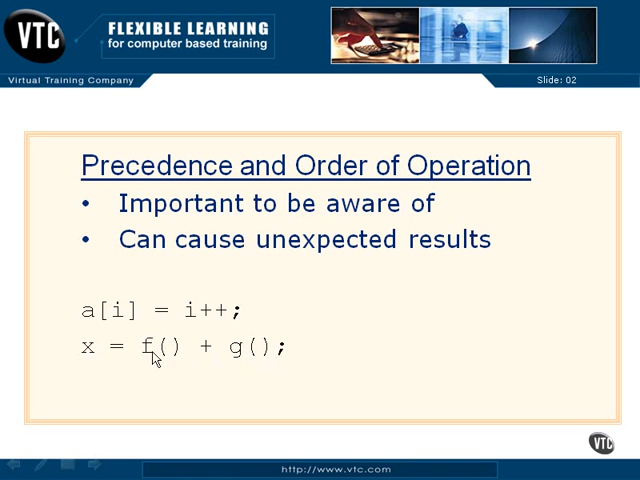 VTC
FLEXIBLE LEARNING
for computer based training
Virtual Training Company
Slide: 02
Precedence and Order of Operation
• Important to be aware of
• Can cause unexpected results
a[i] = i++;
x = f() + g();
VTC
http://www.vtc.com